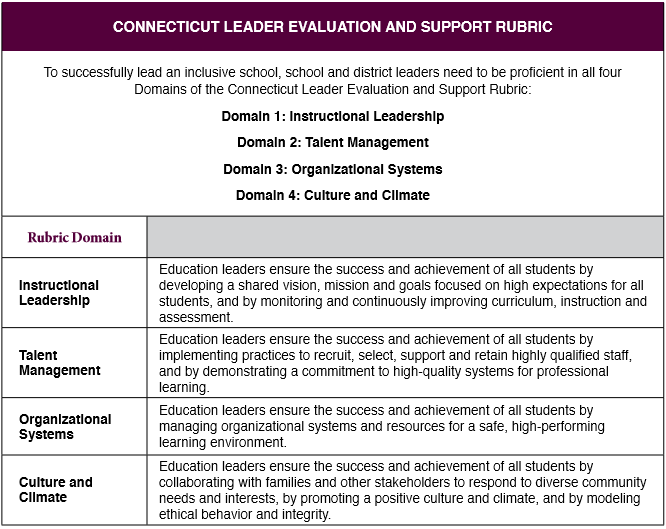 CONNECTICUT LEADER EVALUATION AND SUPPORT RUBRIC
To successfully lead an inclusive school, school and district leaders need to be proficient in all four
Domains of the Connecticut Leader Evaluation and Support Rubric:
Domain 1: Instructional Leadership
Domain 2: Talent Management
Domain 3: Organizational Systems
Domain 4: Culture and Climate
Rubric Domain
Instructional
Leadership
Education leaders ensure the success and achievement of all students by
developing a shared vision, mission and goals focused on high expectations for all
students, and by monitoring and continuously improving curriculum, instruction and
assessment.
Talent
Management
Education leaders ensure the success and achievement of all students by
implementing practices to recruit, select, support and retain highly qualified staff,
and by demonstrating a commitment to high-quality systems for professional
learning.
Organizational
Systems
Education leaders ensure the success and achievement of all students by
managing organizational systems and resources for a safe, high-performing
learning environment.
Culture and
Climate
Education leaders ensure the success and achievement of all students by
collaborating with families and other stakeholders to respond to diverse community
needs and interests, by promoting a positive culture and climate, and by modeling
ethical behavior and integrity.